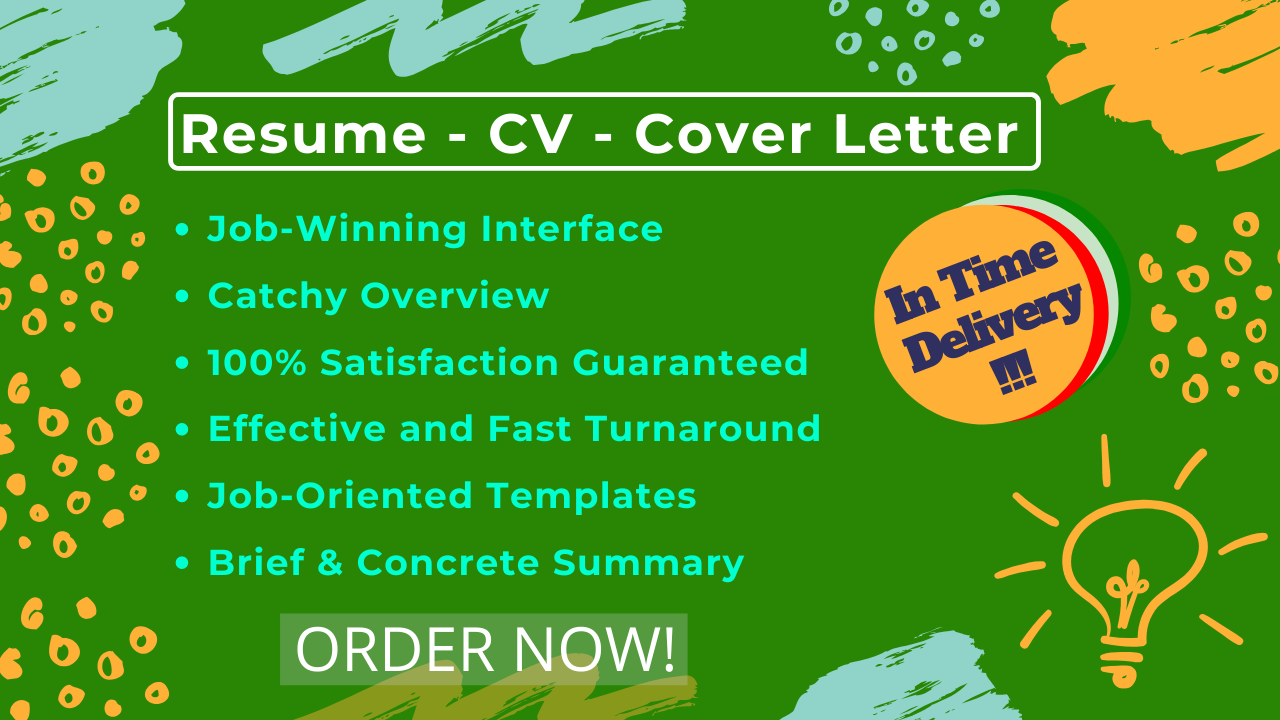 Resume - CV - Cover Letter
• Job-Winning Interface
• Catchy Overview
• 100% Satisfaction Guaranteed
• Effective and Fast Turnaround
• Job-Oriented Templates
• Brief & Concrete Summary
In Time
Delivery
!!!
ORDER NOW!